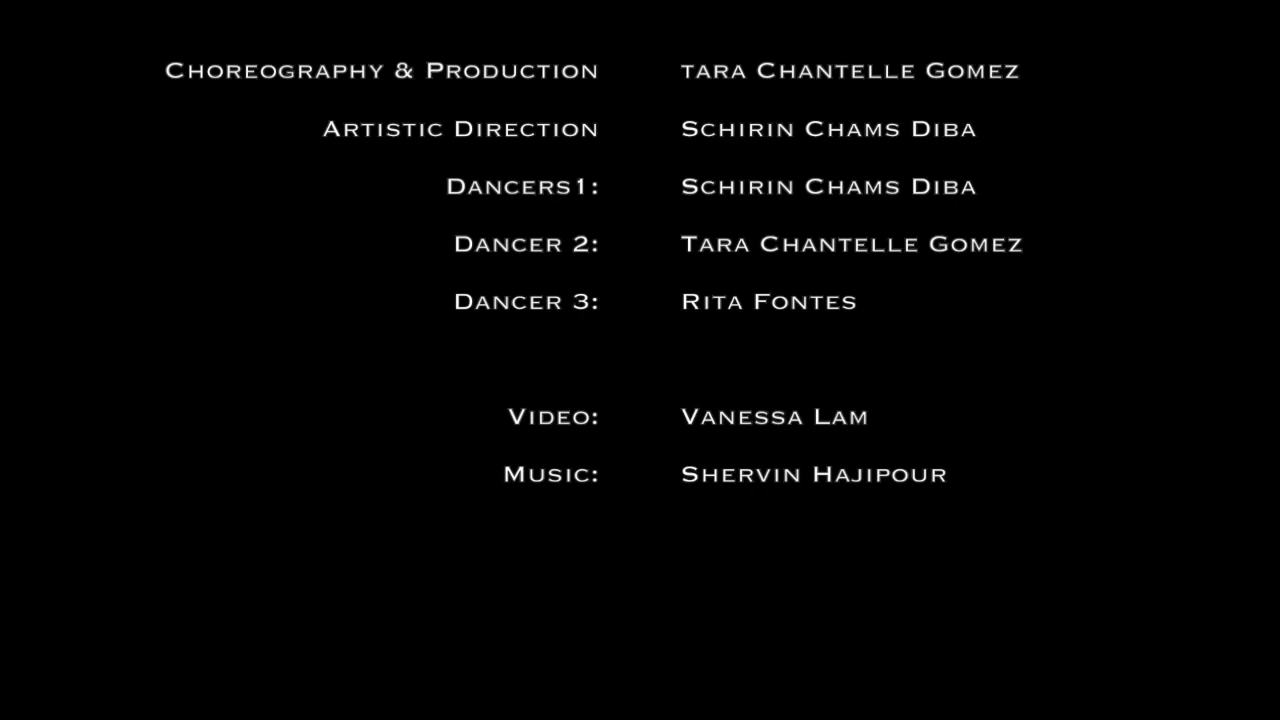 Choreography & Production tara Chantelle Gomez
Artistic Direction Schirin Chams Diba
Dancers1: Schirin Chams Diba
Dancer 2: Tara Chantelle Gomez
Dancer 3: Rita Fontes
Video: Vanessa Lam
Music: Shervin Hajipour